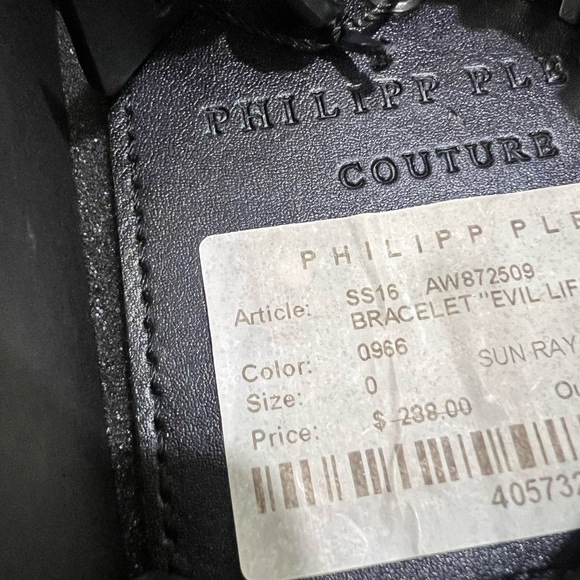 PHILIPP PLE
COUTURE
PHILIPP PLE
Article: SS16 AW872509
BRACELET "EVIL LIF
Color: 0966 SUN RAY
Size: 0
Price: $ 238.00
405732